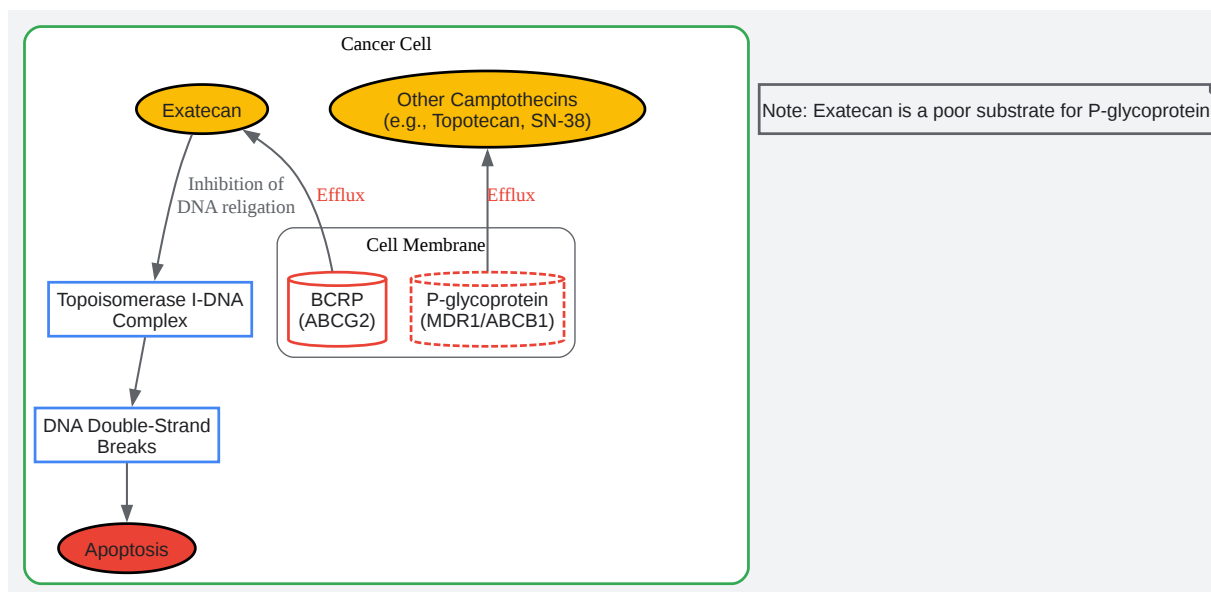 Cancer Cell
Exatecan
Other Camptothecins
(e.g., Topotecan, SN-38)
Note: Exatecan is a poor substrate for P-glycoprotein
Inhibition of
DNA religation
Efflux
Efflux
Cell Membrane
Topoisomerase I-DNA
Complex
BCRP
(ABCG2)
P-glycoprotein
(MDR1/ABCB1)
DNA Double-Strand
Breaks
Apoptosis